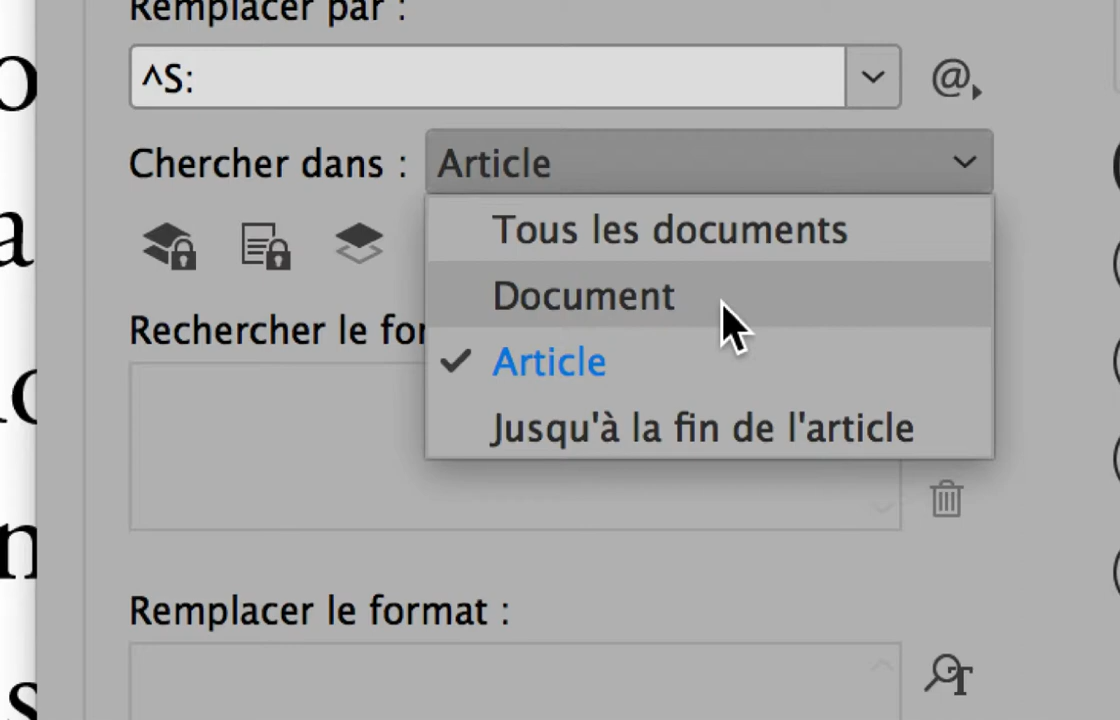 Remplacer par :
^S:
Chercher dans : Article
Tous les documents
Document
Article
Jusqu'à la fin de l'article
Rechercher le for
Remplacer le format :